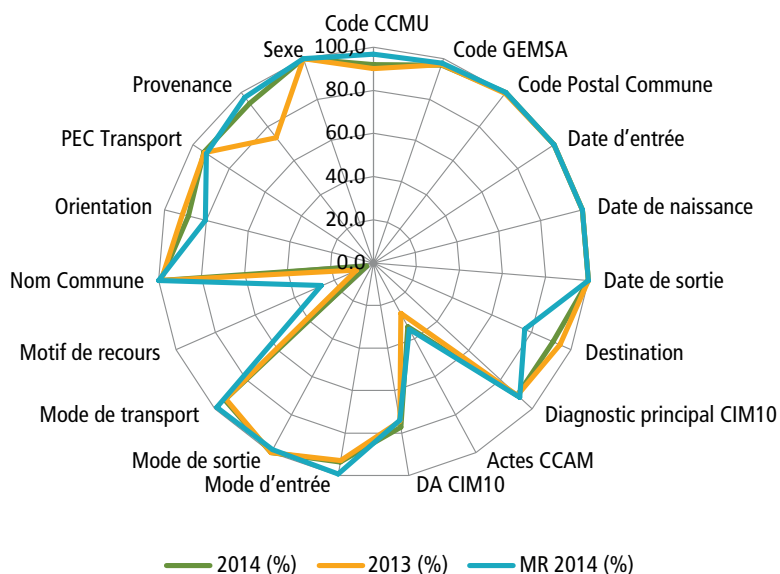 Code CCMU
Sexe
100,0
Code GEMSA
Provenance
80.0
Code Postal Commune
PEC Transport
60.0
Date d'entrée
Orientation
40.0
Date de naissance
20.0
Nom Commune
0.0
Date de sortie
Motif de recours
Destination
Mode de transport
Diagnostic principal CIM10
Mode de sortie
Actes CCAM
Mode d'entrée
DA CIM10
2014 (%)
2013 (%)
MR 2014 (%)